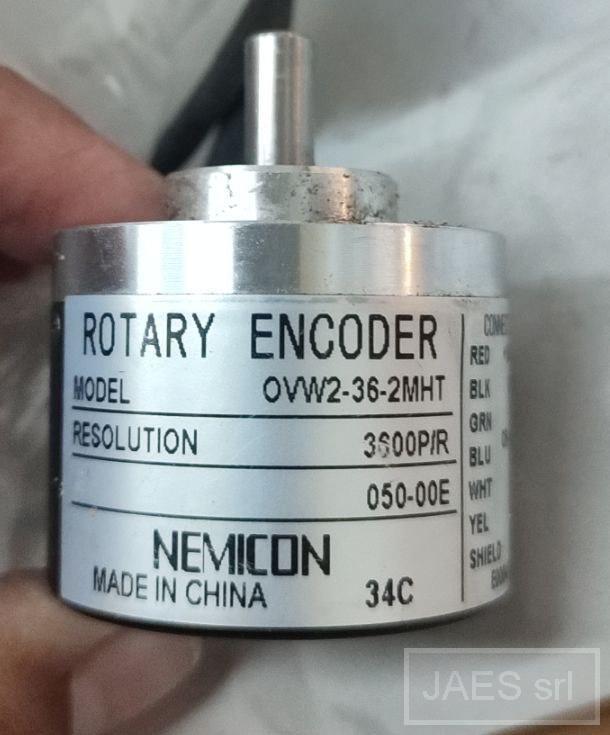 ROTARY ENCODER
MODEL OVW2-36-2MHT
RESOLUTION 3600P/R
050-00E
NEMICON
MADE IN CHINA 34C
RED
BLK
GRN
BLU
WHT
YEL
SHIELD
JAES srl